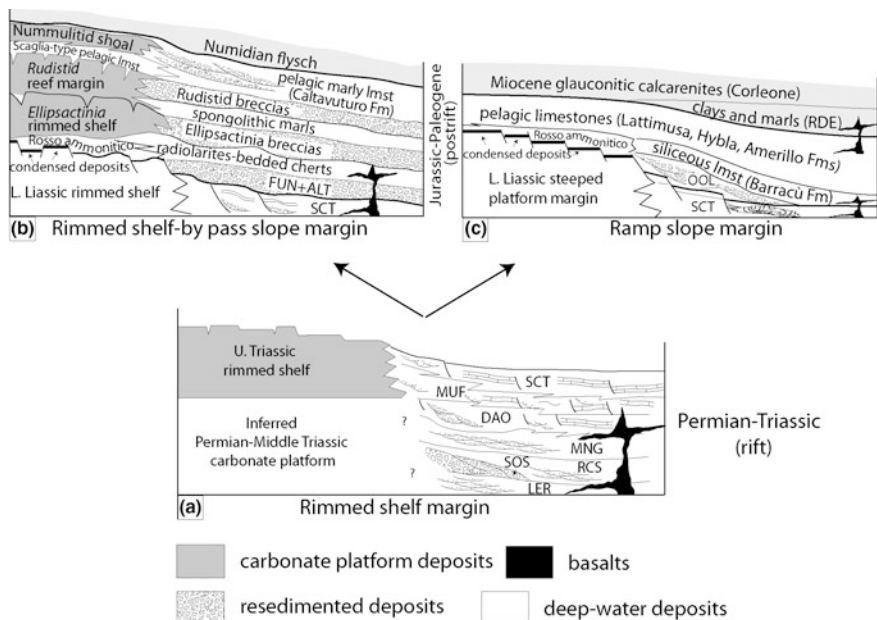 Nummulitid shoal
Scaglia-type pelagic lmst
Rudistid
reef margin
Ellipsactinia
rimmed shelf
Rosso ammonitico
condensed deposits
L. Liassic rimmed shelf
Numidian flysch
pelagic marly lmst
(Caltavuturo Fm)
Rudistid breccias
spongolithic marls
Ellipsactinia breccias
radiolarites-bedded cherts
FUN+ALT
SCT
(b) Rimmed shelf-by pass slope margin
Jurassic-Paleogene
(postrift)
Miocene glauconitic calcarenites (Corleone)
clays and marls (RDE)
pelagic limestones (Lattimusa, Hybla, Amerillo Fms)
Rosso ammonitico
condensed deposits
siliceous lmst (Barracù Fm)
L. Liassic steeped
platform margin
OOL
SCT
(c) Ramp slope margin
U. Triassic
rimmed shelf
Inferred
Permian-Middle Triassic
carbonate platform
?
?
SCT
MUF
DAO
MNG
SOS
RCS
LER
Permian-Triassic
(rift)
(a) Rimmed shelf margin
carbonate platform deposits
basalts
resedimented deposits
deep-water deposits